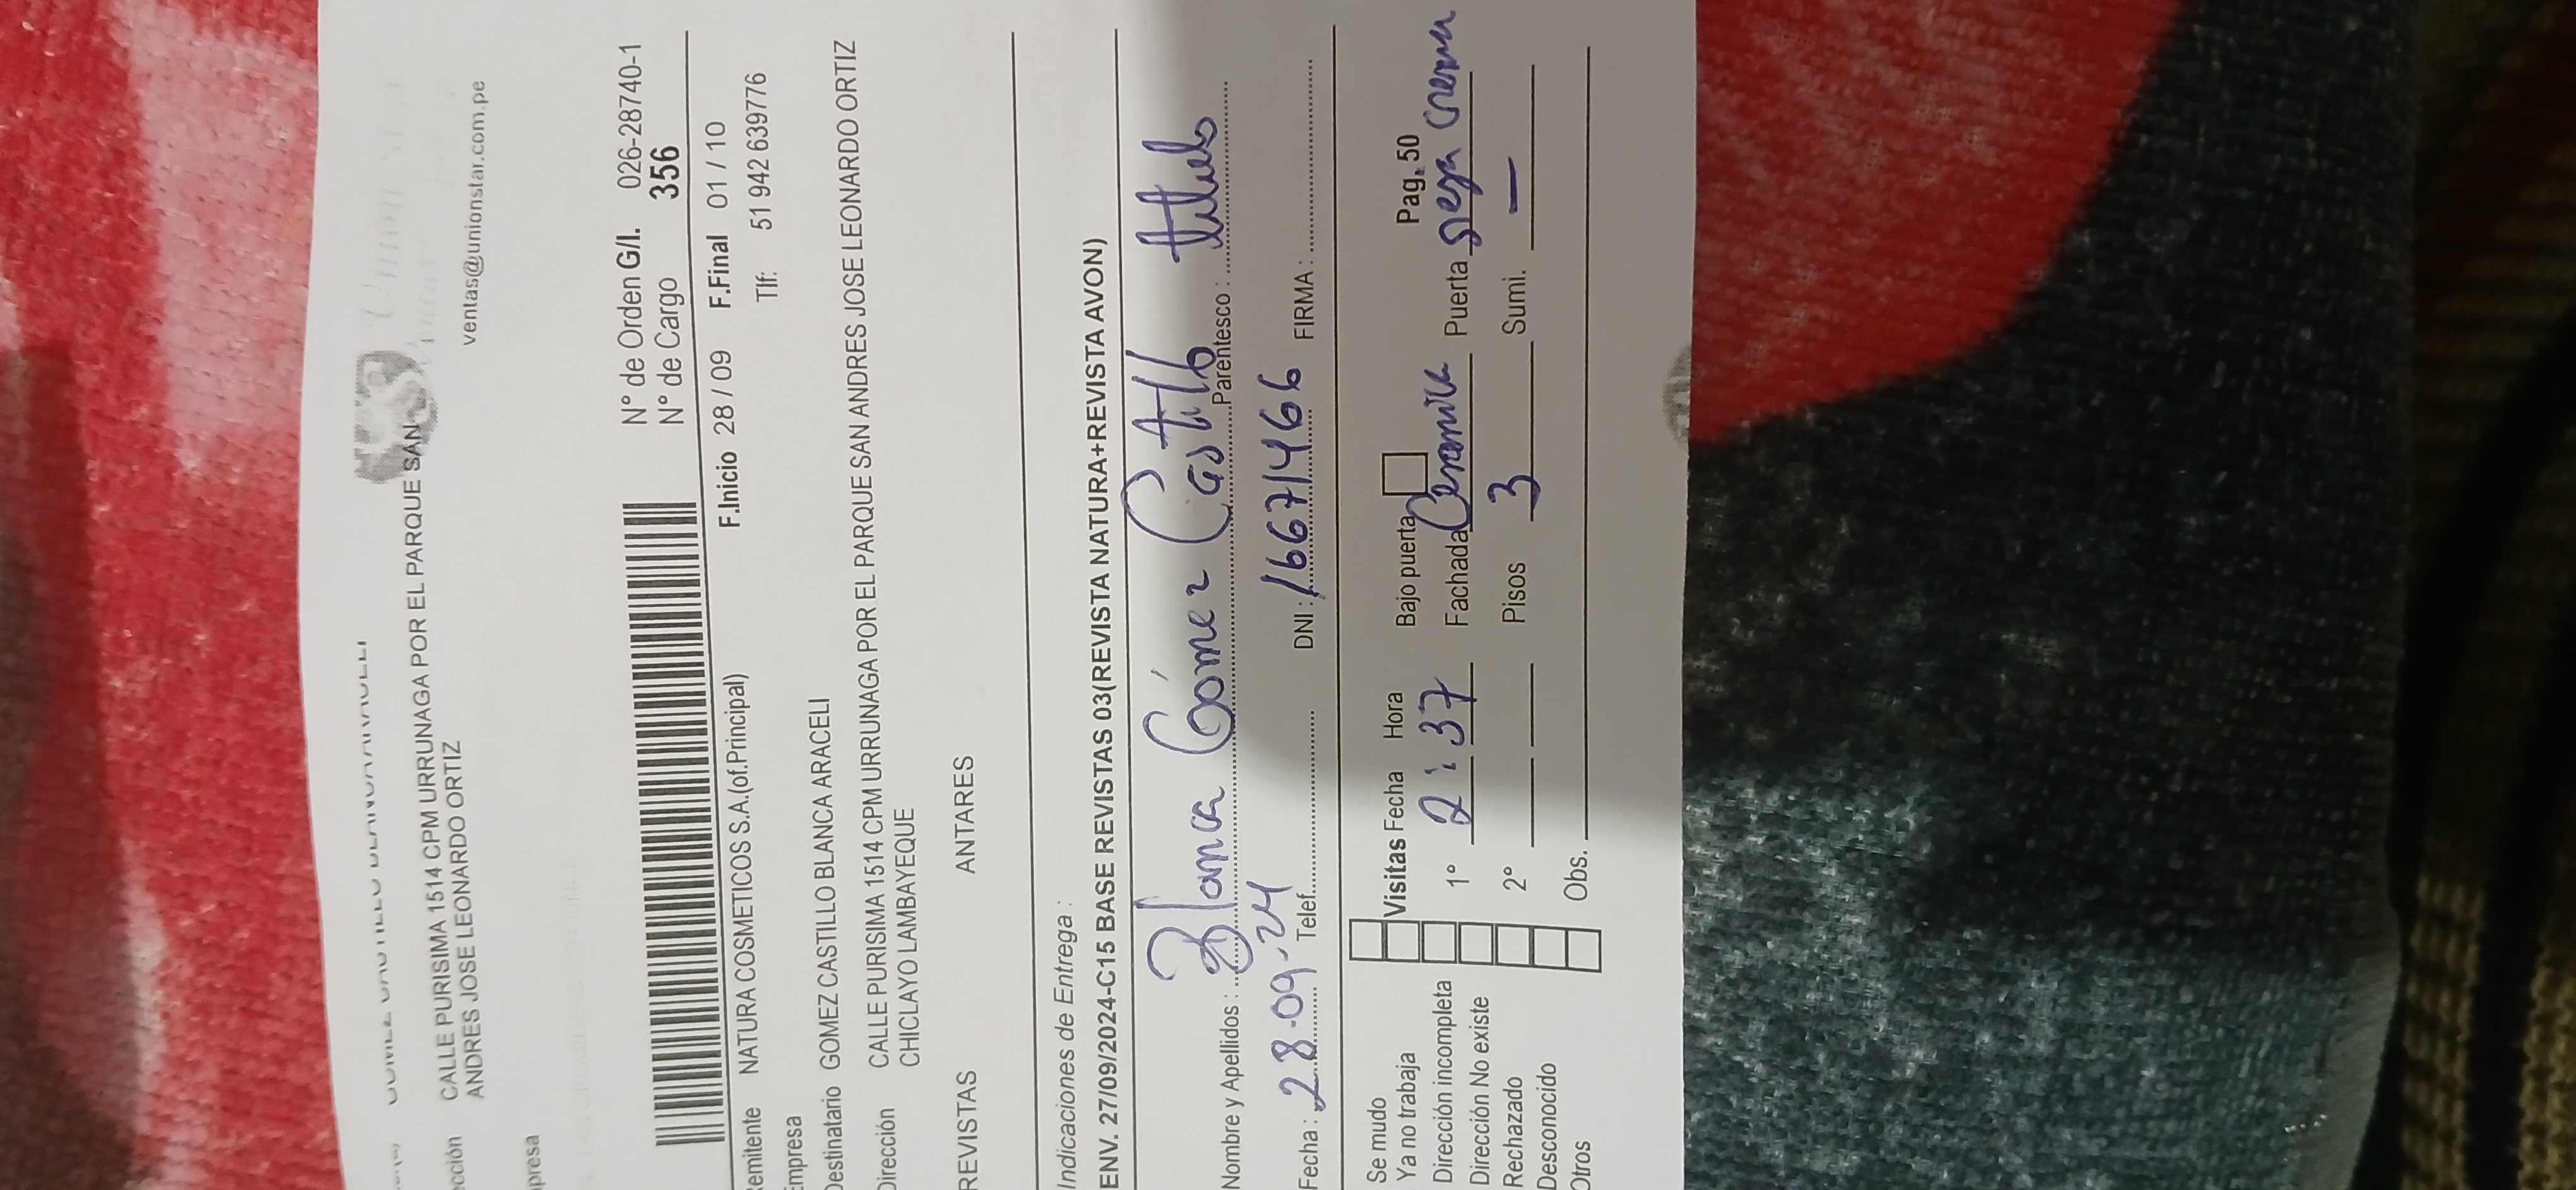 CALLE PURISIMA 1514 CPM URRUNAGA POR EL PARQUE SAN
ANDRES JOSE LEONARDO ORTIZ
ventas@unionstar.com.pe
N° de Orden G/I. 026-28740-1
N° de Cargo 356
F.Inicio 28 / 09 F.Final 01 / 10
Remitente NATURA COSMETICOS S.A.(of.Principal)
Tlf: 51 942 639776
Empresa
Destinatario GOMEZ CASTILLO BLANCA ARACELI
Dirección CALLE PURISIMA 1514 CPM URRUNAGA POR EL PARQUE SAN ANDRES JOSE LEONARDO ORTIZ
CHICLAYO LAMBAYEQUE
REVISTAS ANTARES
Indicaciones de Entrega :
ENV. 27/09/2024-C15 BASE REVISTAS 03(REVISTA NATURA+REVISTA AVON)
Nombre y Apellidos : Blanca Gómez Castillo Parentesco :
Fecha : 28-09-24 Telef. DNI : 16671466 FIRMA :
Se mudo
Ya no trabaja
Dirección incompleta
Dirección No existe
Rechazado
Desconocido
Otros
Visitas Fecha Hora Bajo puerta Pag. 50
1° 2:37 Fachada Ceramica Puerta crema
2° Pisos 3 Sumi. —
Obs.